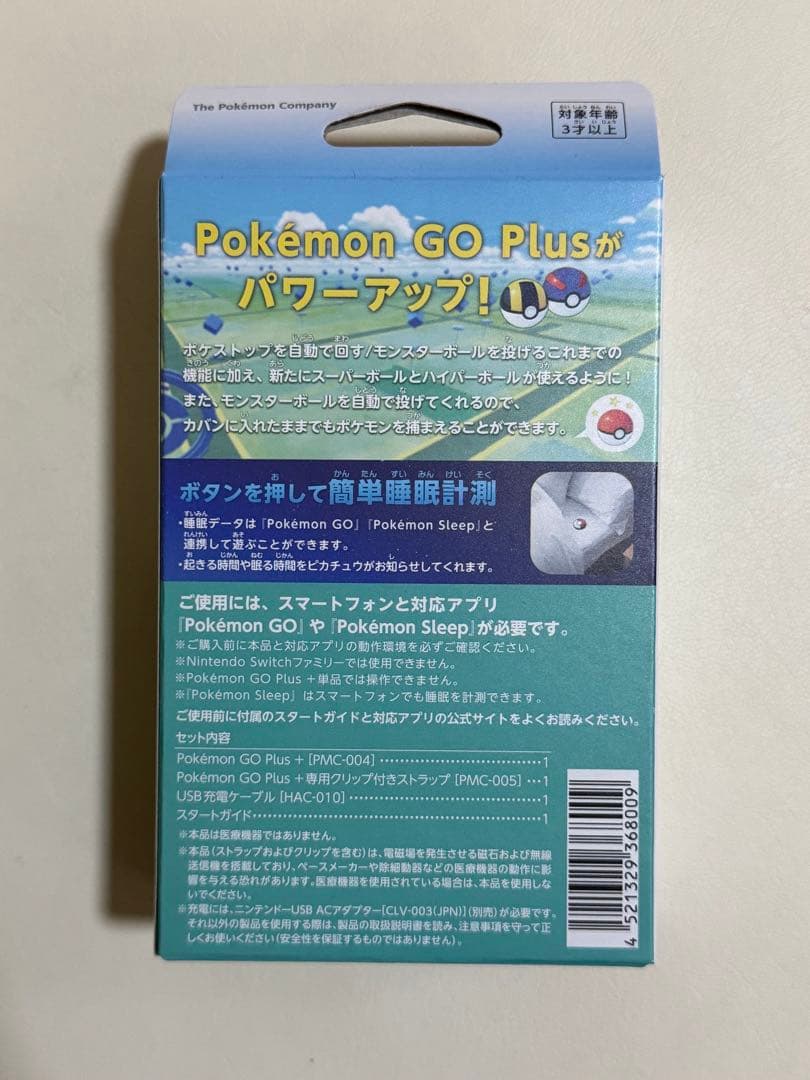 The Pokémon Company
対象年齢
3才以上
Pokémon GO Plusが
パワーアップ!
ポケストップを自動で回す/モンスターボールを投げるこれまでの
機能に加え、新たにスーパーボールとハイパーボールが使えるように!
また、モンスターボールを自動で投げてくれるので、
カバンに入れたままでもポケモンを捕まえることができます。
ボタンを押して簡単睡眠計測
・睡眠データは『Pokémon GO』『Pokémon Sleep』と
連携して遊ぶことができます。
・起きる時間や眠る時間をピカチュウがお知らせしてくれます。
ご使用には、スマートフォンと対応アプリ
『Pokémon GO』や『Pokémon Sleep』が必要です。
※ご購入前に本品と対応アプリの動作環境を必ずご確認ください。
※Nintendo Switchファミリーでは使用できません。
※Pokémon GO Plus +単品では操作できません。
※『Pokémon Sleep』はスマートフォンでも睡眠を計測できます。
ご使用前に付属のスタートガイドと対応アプリの公式サイトをよくお読みください。
セット内容
Pokémon GO Plus + [PMC-004] ……………………………1
Pokémon GO Plus +専用クリップ付きストラップ [PMC-005] …1
USB充電ケーブル [HAC-010] ……………………………1
スタートガイド……………………………………………1
※本品は医療機器ではありません。
※本品(ストラップおよびクリップを含む)は、電磁場を発生させる磁石および無線
送信機を搭載しており、ペースメーカーや除細動器などの医療機器の動作に影
響を与える恐れがあります。医療機器を使用されている場合は、本品を使用しな
いでください。
※充電には、ニンテンドーUSB ACアダプター[CLV-003(JPN)](別売)が必要です。
それ以外の製品を使用する際は、製品の取扱説明書を読み、注意事項を守って正
しくお使いください(安全性を保証するものではありません)。
4 521329 368009